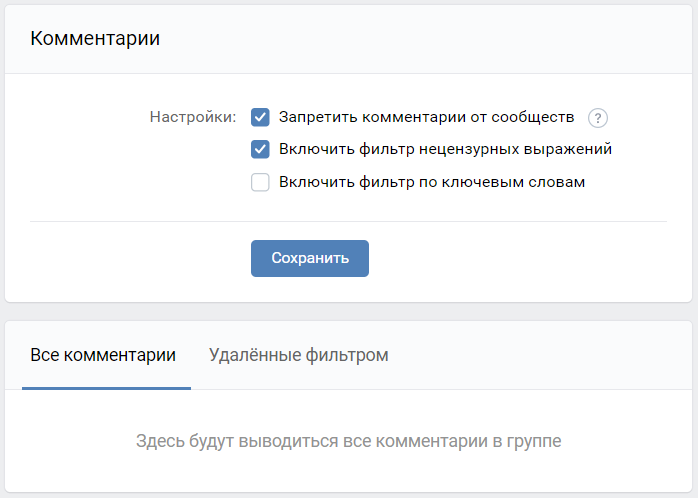 Комментарии
Настройки: Запретить комментарии от сообществ ?
Включить фильтр нецензурных выражений
Включить фильтр по ключевым словам
Сохранить
Все комментарии Удалённые фильтром
Здесь будут выводиться все комментарии в группе